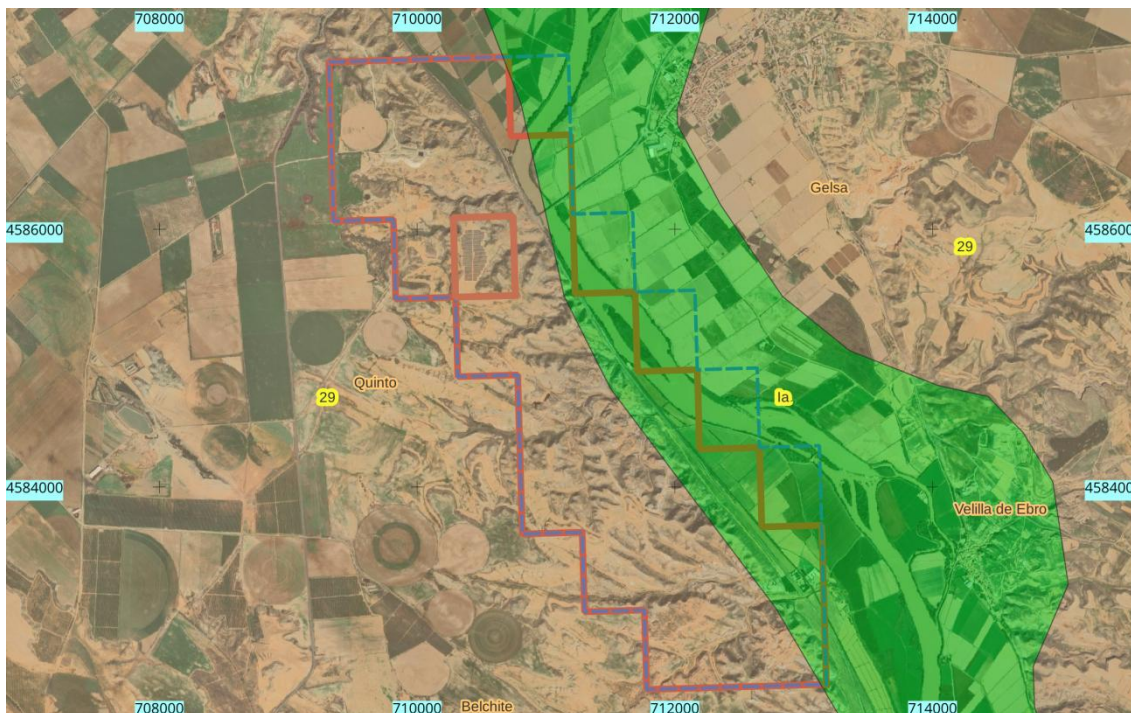 708000 710000 712000 714000
Gelsa
4586000 4586000
29
Quinto
29 Ia
4584000 4584000
Velilla de Ebro
708000 710000 Belchite 712000 714000